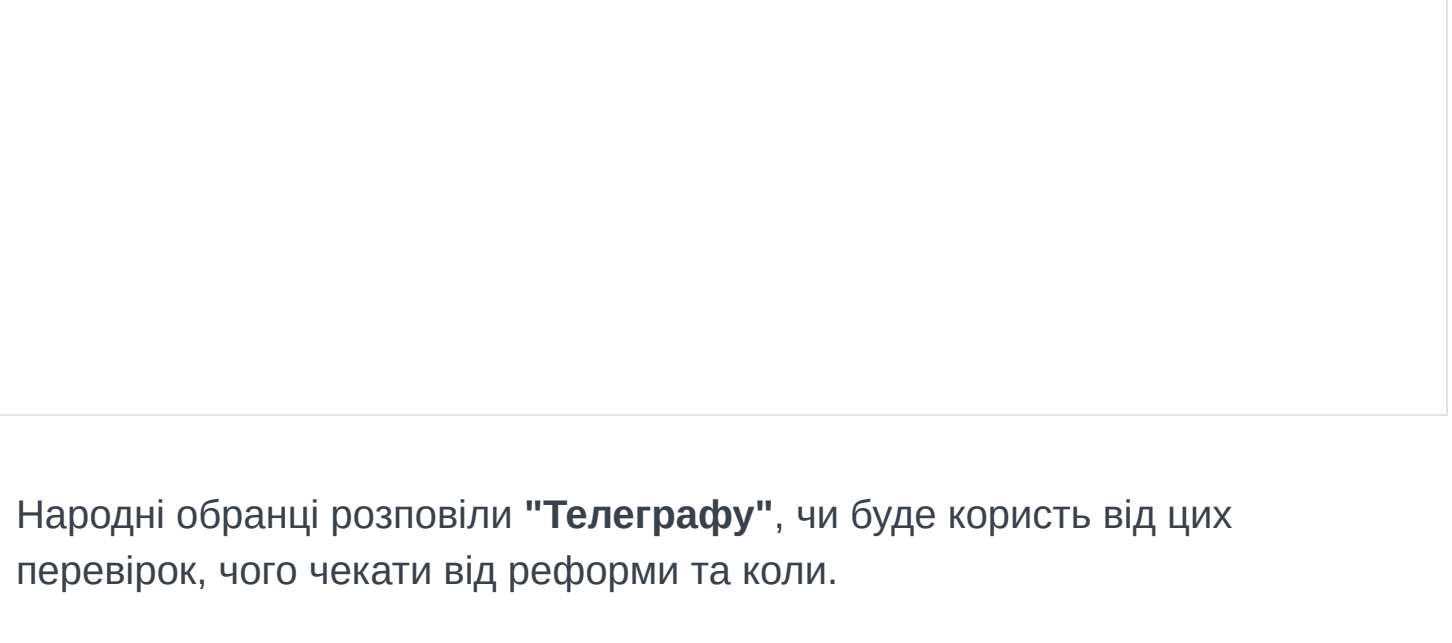 Народні обранці розповіли "Телеграфу", чи буде користь від цих
перевірок, чого чекати від реформи та коли.